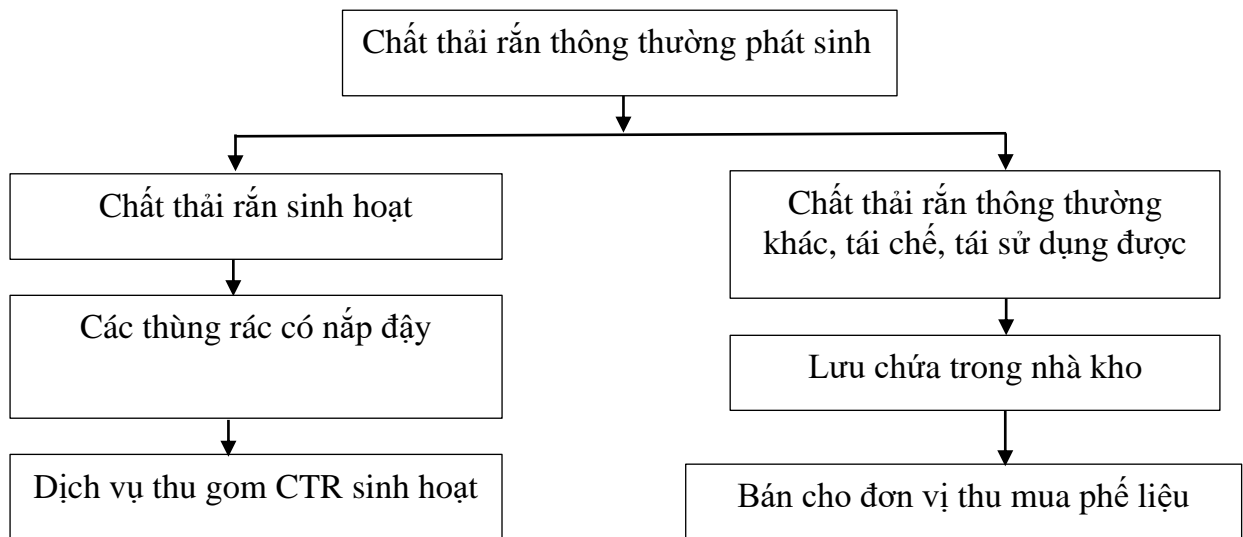 Chất thải rắn thông thường phát sinh
Chất thải rắn sinh hoạt
Chất thải rắn thông thường
khác, tái chế, tái sử dụng được
Các thùng rác có nắp đậy
Lưu chứa trong nhà kho
Dịch vụ thu gom CTR sinh hoạt
Bán cho đơn vị thu mua phế liệu